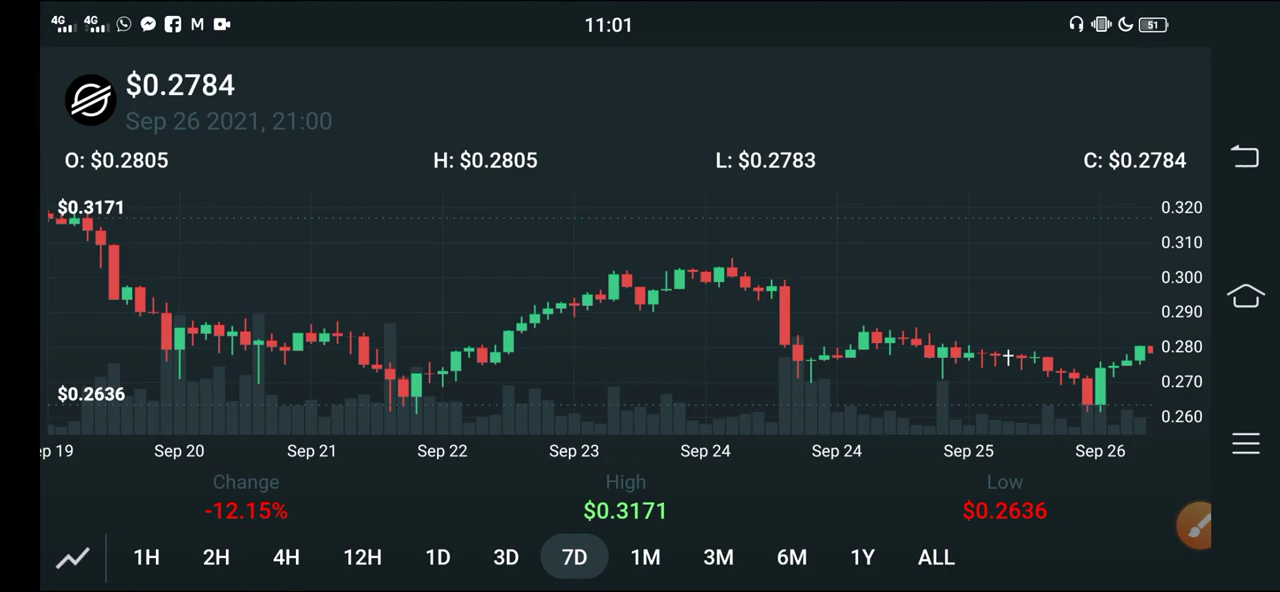 4G 4G M 11:01 51
$0.2784
Sep 26 2021, 21:00
O: $0.2805 H: $0.2805 L: $0.2783 C: $0.2784
$0.3171
0.320
0.310
0.300
0.290
0.280
0.270
$0.2636
0.260
ep 19 Sep 20 Sep 21 Sep 22 Sep 23 Sep 24 Sep 24 Sep 25 Sep 26
Change High Low
-12.15% $0.3171 $0.2636
1H 2H 4H 12H 1D 3D 7D 1M 3M 6M 1Y ALL